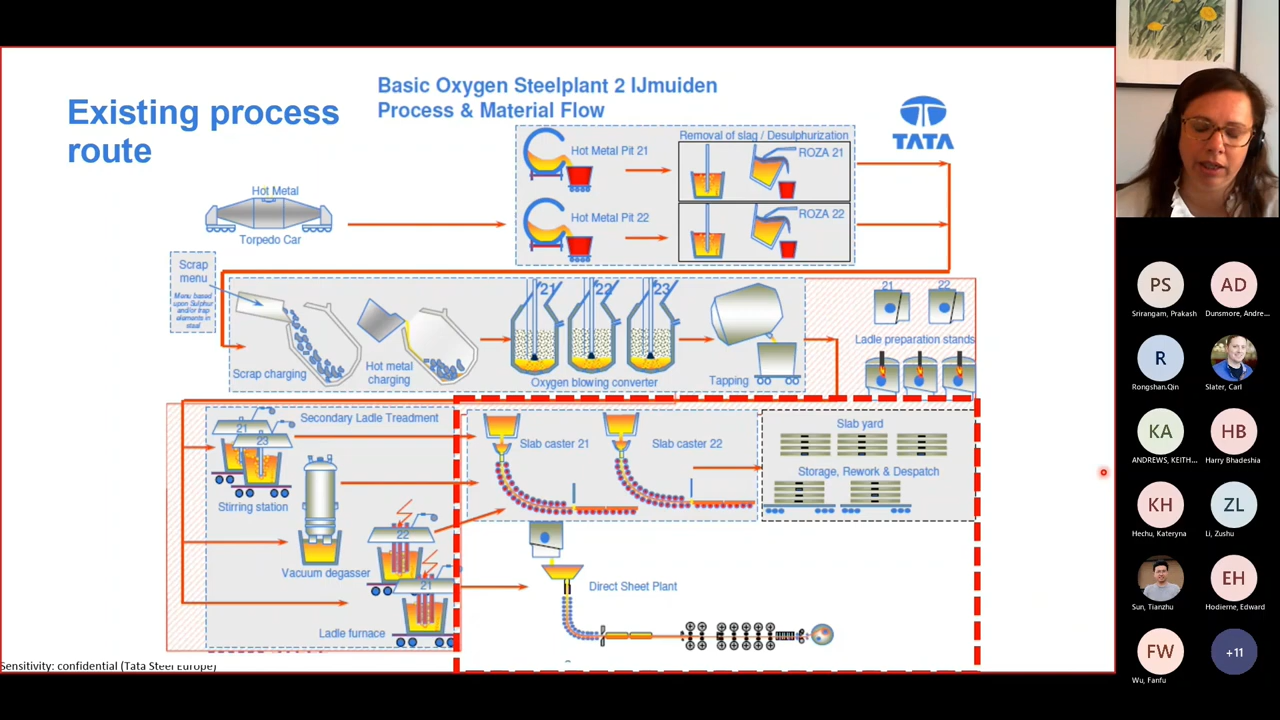 Existing process
route
Basic Oxygen Steelplant 2 IJmuiden
Process & Material Flow
TATA
Hot Metal
Torpedo Car
Hot Metal Pit 21
Hot Metal Pit 22
Removal of slag / Desulphurization
ROZA 21
ROZA 22
Scrap
menu
Menu based
upon Sulphur
and/or trap
elements in
steel
Scrap charging
Hot metal
charging
21
22
23
Oxygen blowing converter
Tapping
21
22
Ladle preparation stands
Secondary Ladle Treadment
21
23
Stirring station
Vacuum degasser
22
21
Ladle furnace
Slab caster 21
Slab caster 22
Slab yard
Storage, Rework & Despatch
Direct Sheet Plant
Sensitivity: confidential (Tata Steel Europe)
PS
Srirangam, Prakash
AD
Dunsmore, Andre...
R
Rongshan.Qin
Slater, Carl
KA
ANDREWS, KEITH...
HB
Harry Bhadeshia
KH
Hechu, Kateryna
ZL
Li, Zushu
Sun, Tianzhu
EH
Hodierne, Edward
FW
Wu, Fanfu
+11